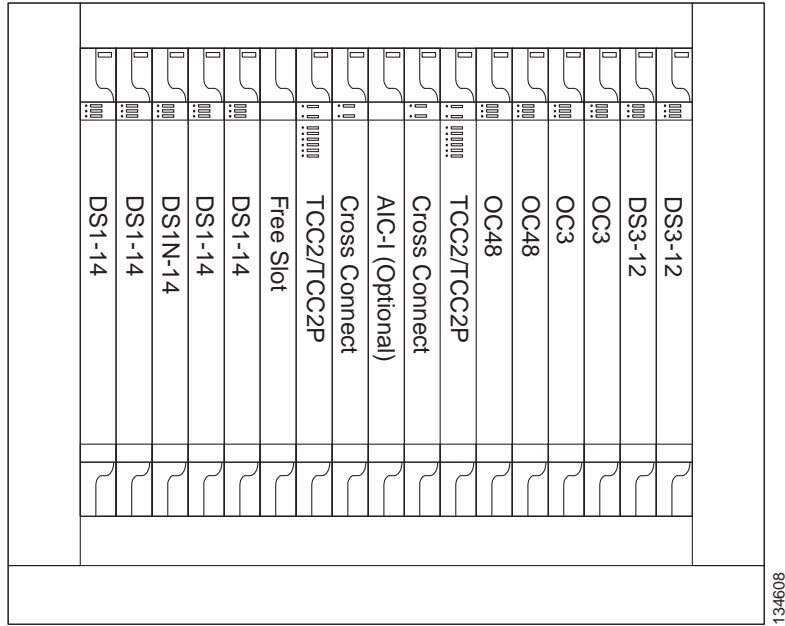 DS1-14
DS1-14
DS1N-14
DS1-14
DS1-14
Free Slot
TCC2/TCC2P
Cross Connect
AIC-I (Optional)
Cross Connect
TCC2/TCC2P
OC48
OC48
OC3
OC3
DS3-12
DS3-12
134608